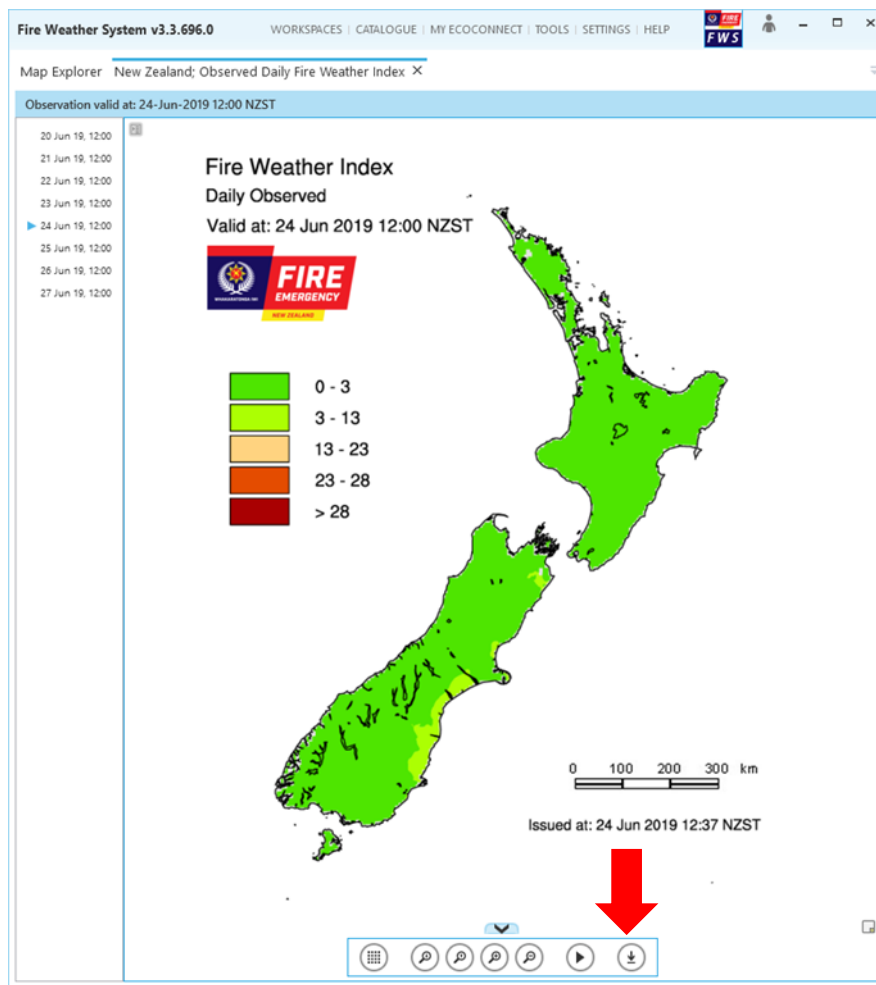 Fire Weather System v3.3.696.0
WORKSPACES | CATALOGUE | MY ECOCONNECT | TOOLS | SETTINGS | HELP
FIRE
FWS
Map Explorer
New Zealand; Observed Daily Fire Weather Index
Observation valid at: 24-Jun-2019 12:00 NZST
20 Jun 19, 12:00
21 Jun 19, 12:00
22 Jun 19, 12:00
23 Jun 19, 12:00
24 Jun 19, 12:00
25 Jun 19, 12:00
26 Jun 19, 12:00
27 Jun 19, 12:00
Fire Weather Index
Daily Observed
Valid at: 24 Jun 2019 12:00 NZST
FIRE
EMERGENCY
NEW ZEALAND
0 - 3
3 - 13
13 - 23
23 - 28
> 28
0 100 200 300 km
Issued at: 24 Jun 2019 12:37 NZST